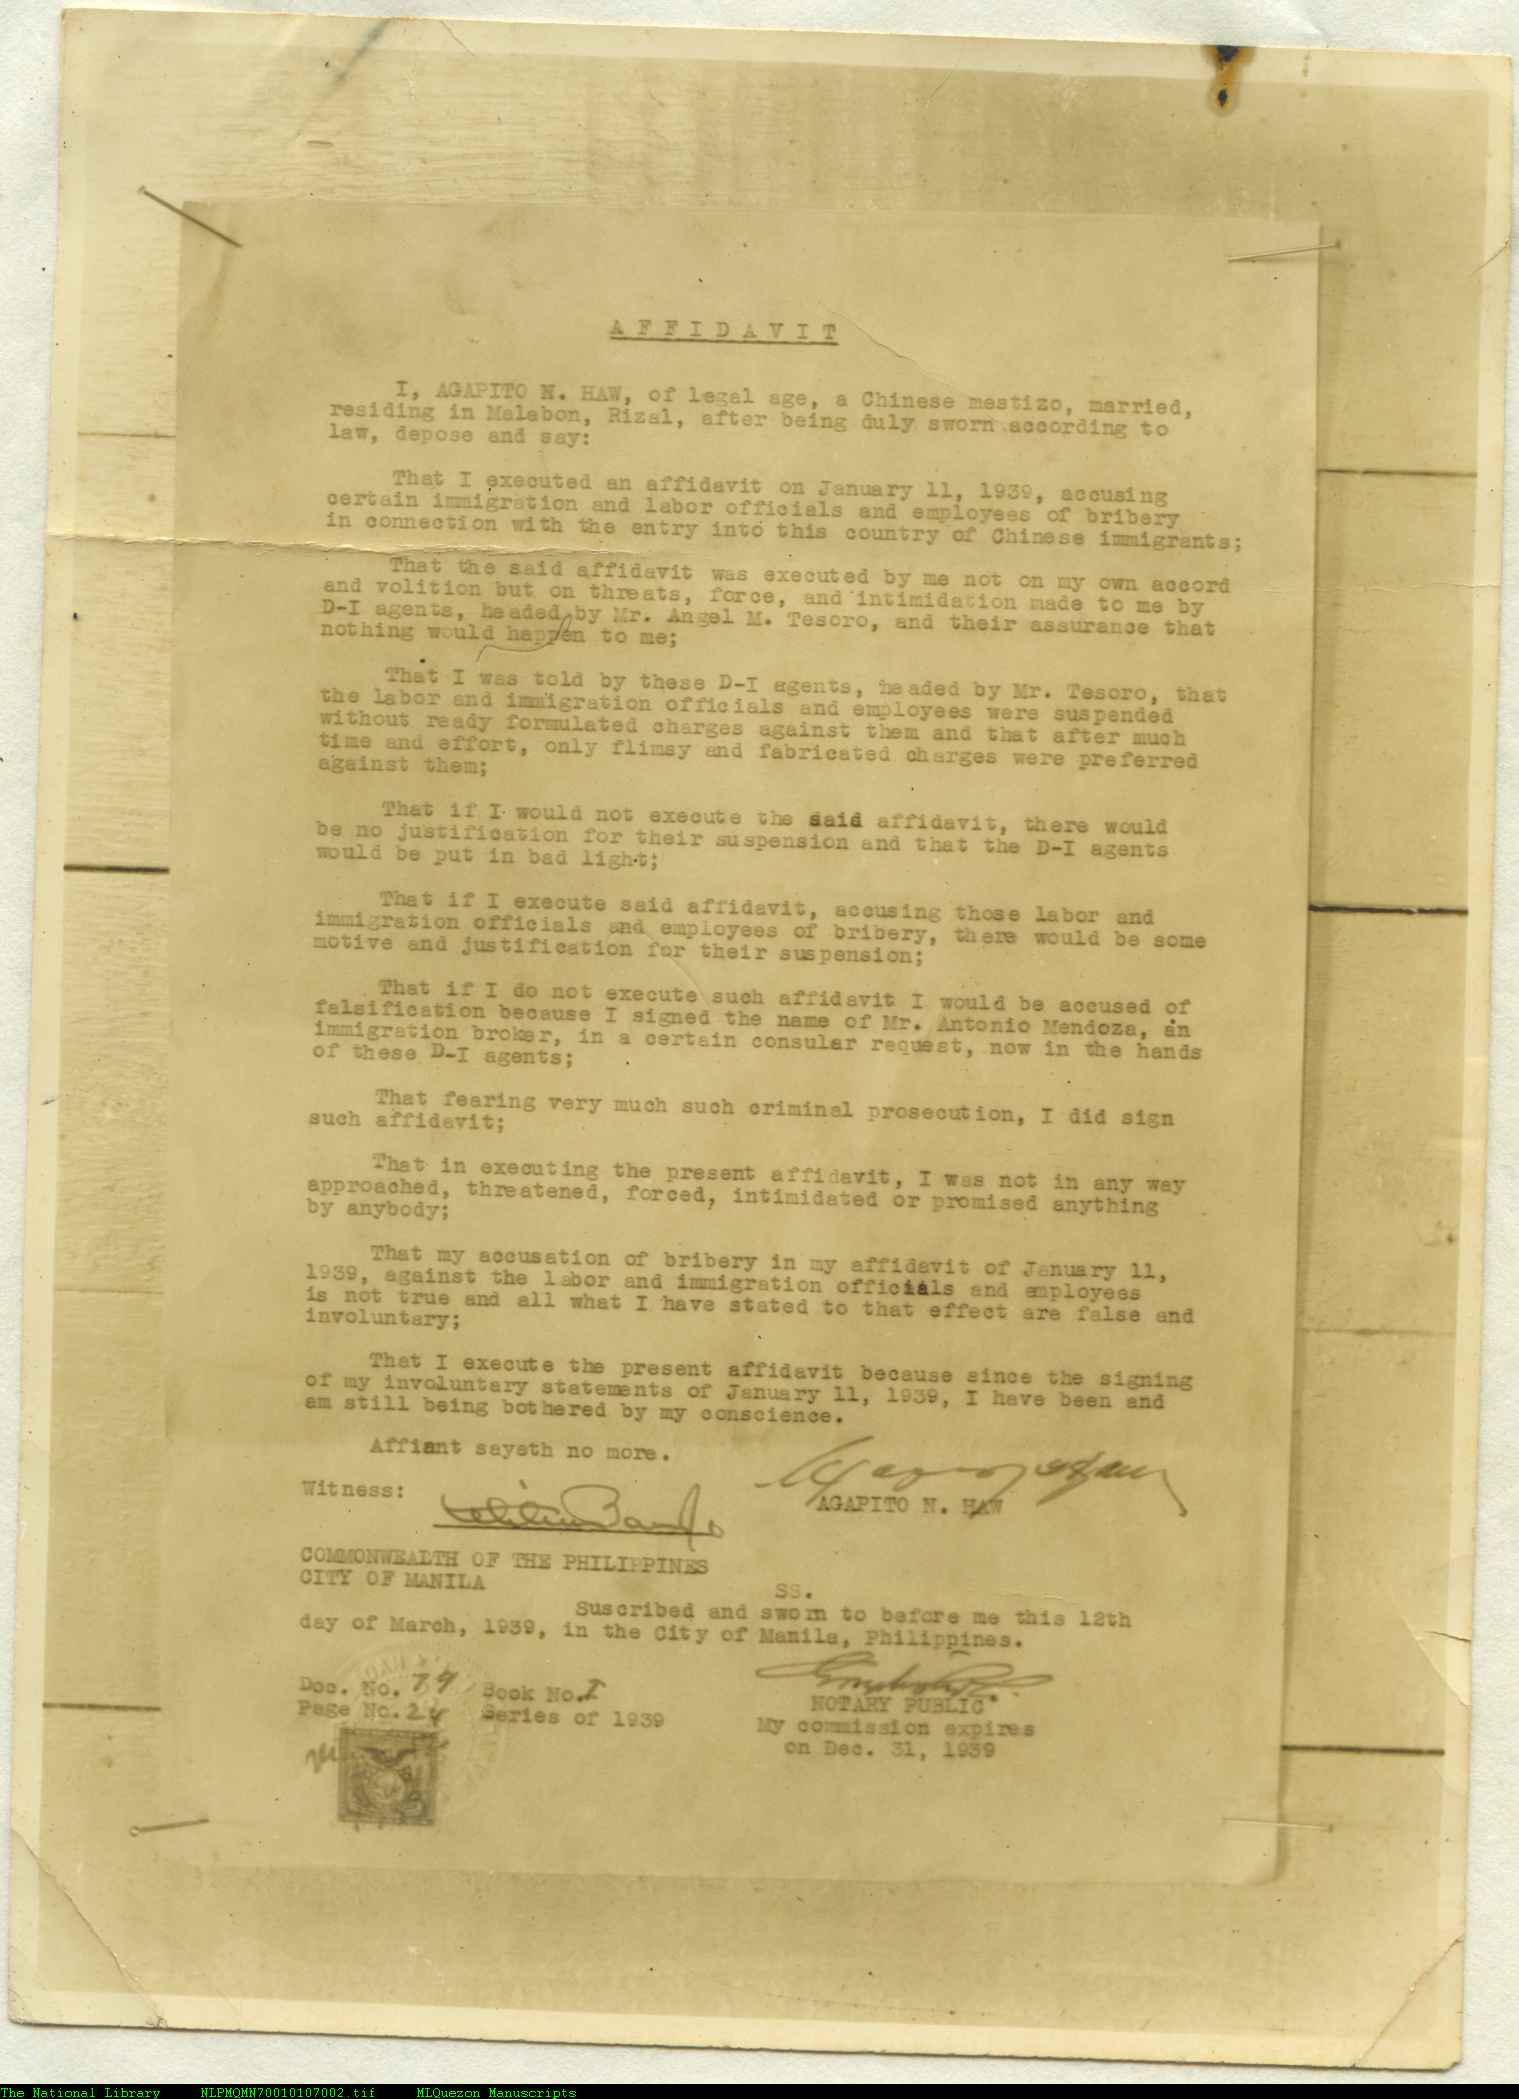 AFFIDAVIT
I, AGAPITO N. HAW, of legal age, a Chinese mestizo, married,
residing in Malabon, Rizal, after being duly sworn according to
law, depose and say:
That I executed an affidavit on January 11, 1939, accusing
certain immigration and labor officials and employees of bribery
in connection with the entry into this country of Chinese immigrants;
That the said affidavit was executed by me not on my own accord
and volition but on threats, force, and intimidation made to me by
D-I agents, headed by Mr. Angel M. Tesoro, and their assurance that
nothing would happen to me;
That I was told by these D-I agents, headed by Mr. Tesoro, that
the labor and immigration officials and employees were suspended
without ready formulated charges against them and that after much
time and effort, only flimsy and fabricated charges were preferred
against them;
That if I would not execute the said affidavit, there would
be no justification for their suspension and that the D-I agents
would be put in bad light;
That if I execute said affidavit, accusing those labor and
immigration officials and employees of bribery, there would be some
motive and justification for their suspension;
That if I do not execute such affidavit I would be accused of
falsification because I signed the name of Mr. Antonio Mendoza, an
immigration broker, in a certain consular request, now in the hands
of these D-I agents;
That fearing very much such criminal prosecution, I did sign
such affidavit;
That in executing the present affidavit, I was not in any way
approached, threatened, forced, intimidated or promised anything
by anybody;
That my accusation of bribery in my affidavit of January 11,
1939, against the labor and immigration officials and employees
is not true and all what I have stated to that effect are false and
involuntary;
That I execute the present affidavit because since the signing
of my involuntary statements of January 11, 1939, I have been and
am still being bothered by my conscience.
Affiant sayeth no more.
Witness:
AGAPITO N. HAW
COMMONWEALTH OF THE PHILIPPINES
CITY OF MANILA
SS.
Suscribed and sworn to before me this 12th
day of March, 1939, in the City of Manila, Philippines.
Doc. No. 79 Book No. I
Page No. 24 Series of 1939
NOTARY PUBLIC
My commission expires
on Dec. 31, 1939
The National Library NLPMQMN70010107002.tif MLQuezon Manuscripts